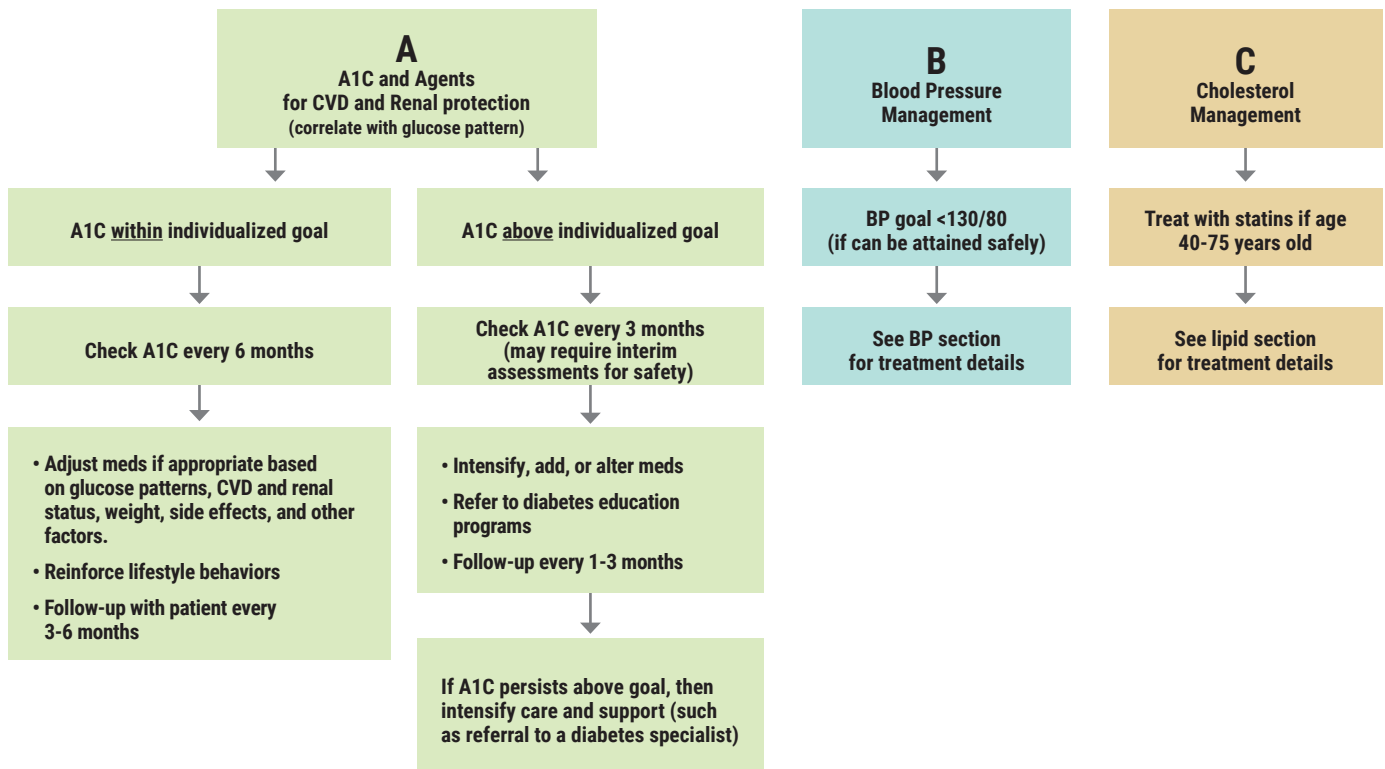 A
A1C and Agents
for CVD and Renal protection
(correlate with glucose pattern)
A1C within individualized goal
Check A1C every 6 months
• Adjust meds if appropriate based
on glucose patterns, CVD and renal
status, weight, side effects, and other
factors.
• Reinforce lifestyle behaviors
• Follow-up with patient every
3-6 months
A1C above individualized goal
Check A1C every 3 months
(may require interim
assessments for safety)
• Intensify, add, or alter meds
• Refer to diabetes education
programs
• Follow-up every 1-3 months
If A1C persists above goal, then
intensify care and support (such
as referral to a diabetes specialist)
B
Blood Pressure
Management
BP goal <130/80
(if can be attained safely)
See BP section
for treatment details
C
Cholesterol
Management
Treat with statins if age
40-75 years old
See lipid section
for treatment details